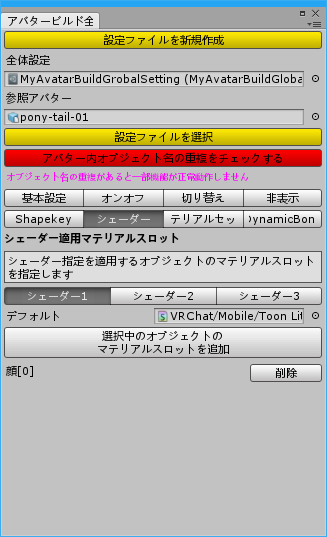 アバタービルド全
設定ファイルを新規作成
全体設定
MyAvatarBuildGrobalSetting (MyAvatarBuildGloba
参照アバター
pony-tail-01
設定ファイルを選択
アバター内オブジェクト名の重複をチェックする
オブジェクト名の重複があると一部機能が正常動作しません
基本設定 オンオフ 切り替え 非表示
Shapekey シェーダー テリアルセッ ynamicBon
シェーダー適用マテリアルスロット
シェーダー指定を適用するオブジェクトのマテリアルスロット
を指定します
シェーダー1 シェーダー2 シェーダー3
デフォルト VRChat/Mobile/Toon Lit
選択中のオブジェクトの
マテリアルスロットを追加
顔[0] 削除